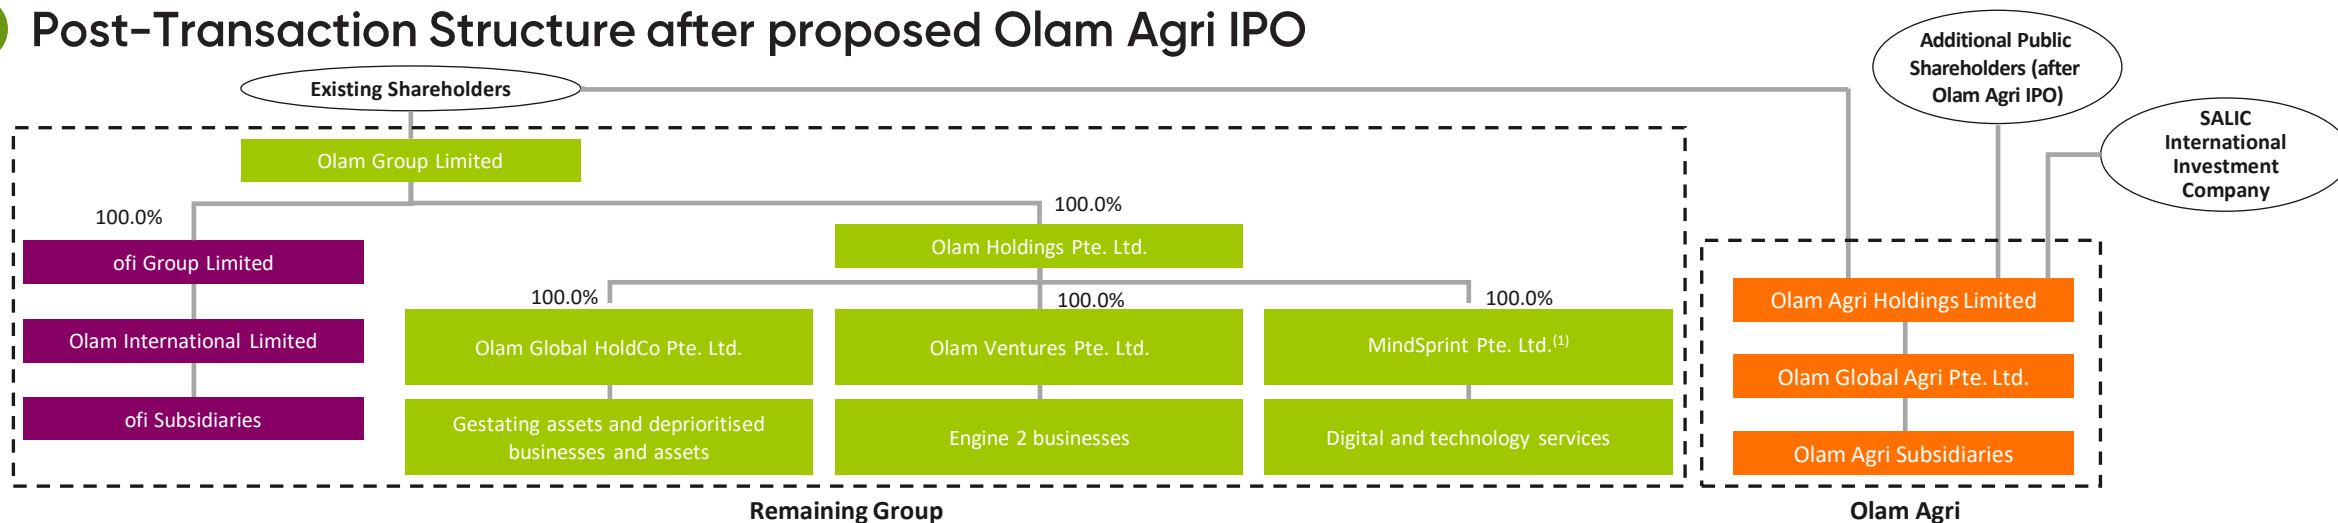 Post-Transaction Structure after proposed Olam Agri IPO
Existing Shareholders
Additional Public
Shareholders (after
Olam Agri IPO)
SALIC
International
Investment
Company
Olam Group Limited
100.0%
100.0%
ofi Group Limited
Olam Holdings Pte. Ltd.
100.0%
100.0%
100.0%
Olam International Limited
Olam Global HoldCo Pte. Ltd.
Olam Ventures Pte. Ltd.
MindSprint Pte. Ltd.(1)
ofi Subsidiaries
Gestating assets and deprioritised
businesses and assets
Engine 2 businesses
Digital and technology services
Remaining Group
Olam Agri Holdings Limited
Olam Global Agri Pte. Ltd.
Olam Agri Subsidiaries
Olam Agri